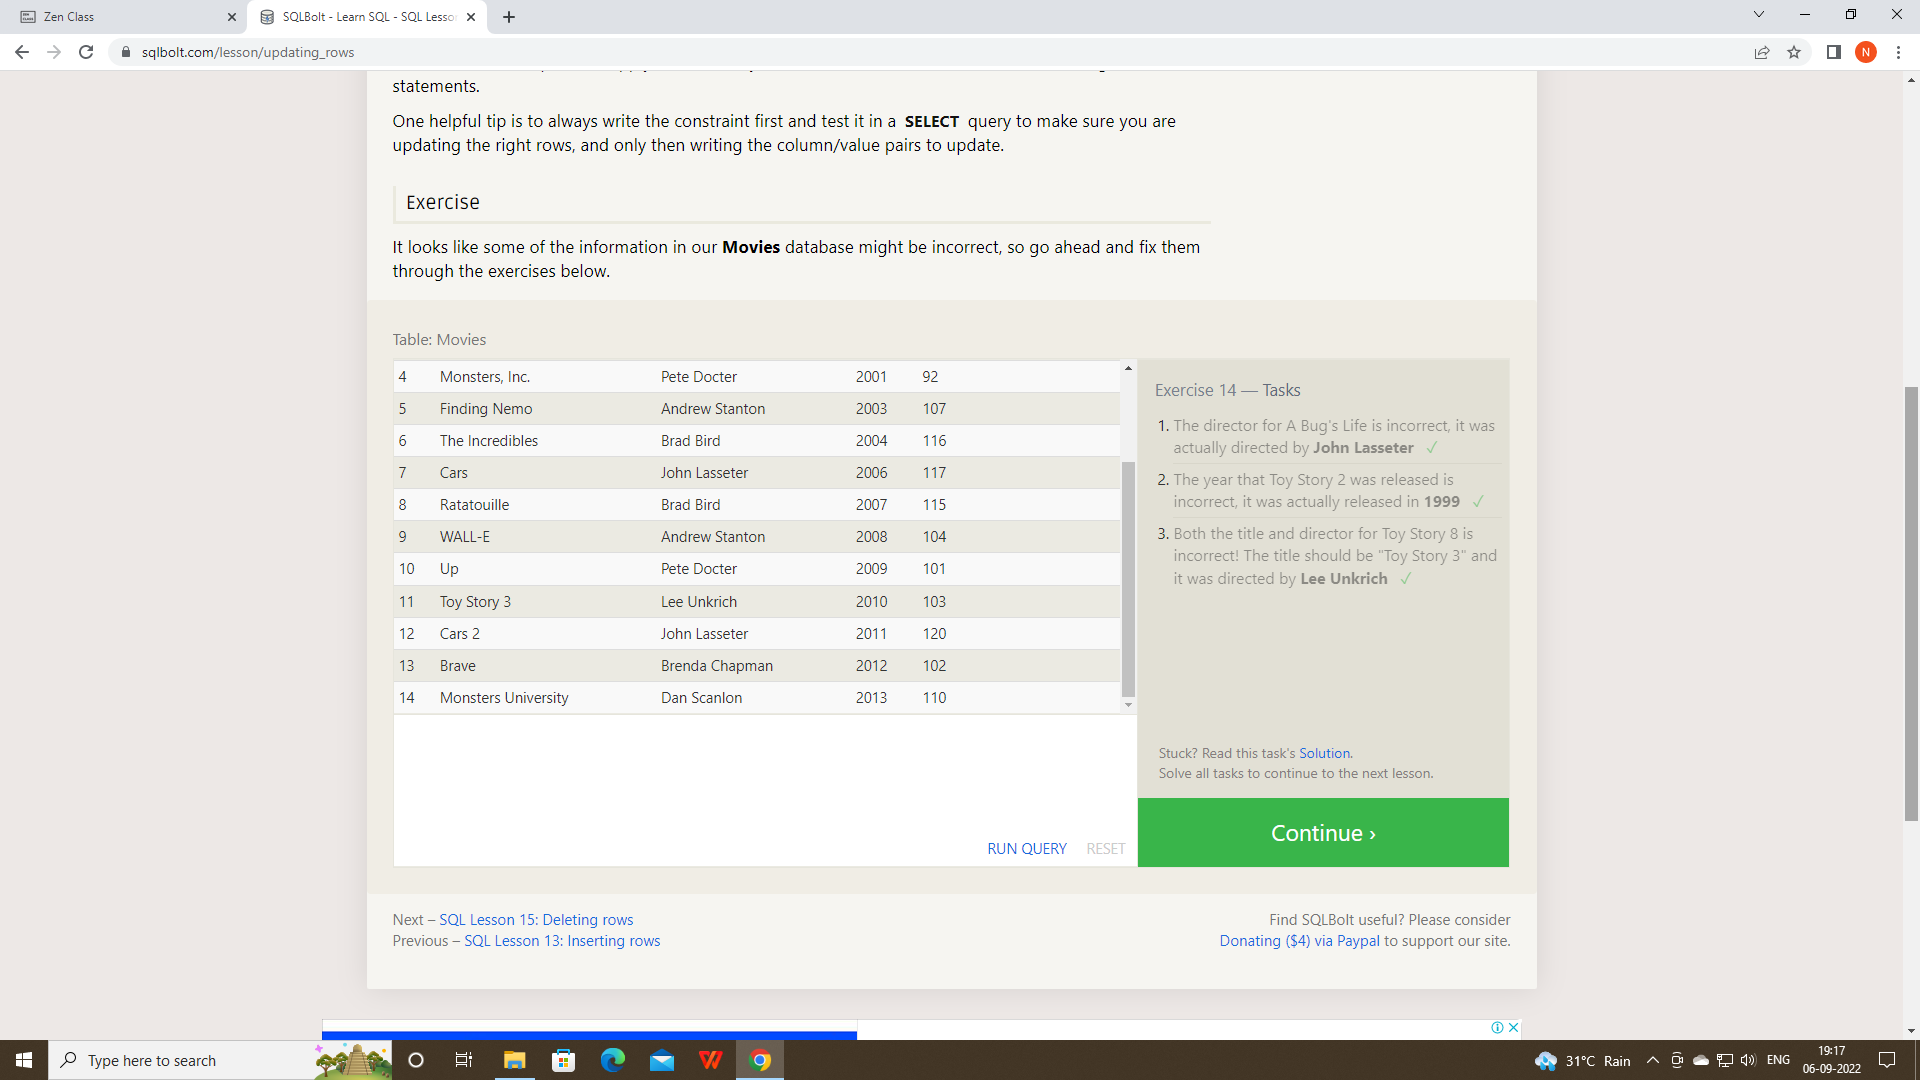 Zen Class
SQLBolt - Learn SQL - SQL Lesso
sqlbolt.com/lesson/updating_rows
N
statements.
One helpful tip is to always write the constraint first and test it in a SELECT query to make sure you are
updating the right rows, and only then writing the column/value pairs to update.
Exercise
It looks like some of the information in our Movies database might be incorrect, so go ahead and fix them
through the exercises below.
Table: Movies
4 Monsters, Inc. Pete Docter 2001 92
5 Finding Nemo Andrew Stanton 2003 107
6 The Incredibles Brad Bird 2004 116
7 Cars John Lasseter 2006 117
8 Ratatouille Brad Bird 2007 115
9 WALL-E Andrew Stanton 2008 104
10 Up Pete Docter 2009 101
11 Toy Story 3 Lee Unkrich 2010 103
12 Cars 2 John Lasseter 2011 120
13 Brave Brenda Chapman 2012 102
14 Monsters University Dan Scanlon 2013 110
RUN QUERY RESET
Exercise 14 — Tasks
1. The director for A Bug's Life is incorrect, it was
actually directed by John Lasseter ✓
2. The year that Toy Story 2 was released is
incorrect, it was actually released in 1999 ✓
3. Both the title and director for Toy Story 8 is
incorrect! The title should be "Toy Story 3" and
it was directed by Lee Unkrich ✓
Stuck? Read this task's Solution.
Solve all tasks to continue to the next lesson.
Continue ›
Next – SQL Lesson 15: Deleting rows
Previous – SQL Lesson 13: Inserting rows
Find SQLBolt useful? Please consider
Donating ($4) via Paypal to support our site.
Type here to search
31°C Rain
ENG
19:17
06-09-2022